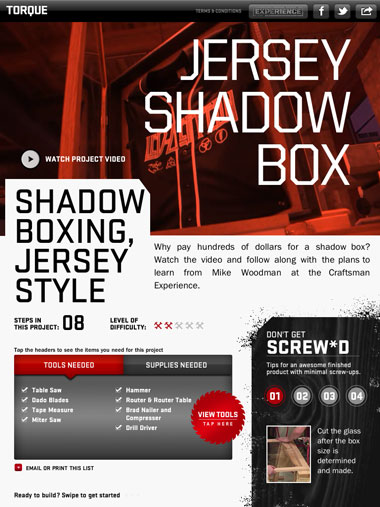 TORQUE
TERMS & CONDITIONS
EXPERIENCE
JERSEY
SHADOW
BOX
WATCH PROJECT VIDEO
SHADOW
BOXING,
JERSEY
STYLE
Why pay hundreds of dollars for a shadow box?
Watch the video and follow along with the plans to
learn from Mike Woodman at the Craftsman
Experience.
STEPS IN
THIS PROJECT: 08
LEVEL OF
DIFFICULTY:
Tap the headers to see the items you need for this project
TOOLS NEEDED
SUPPLIES NEEDED
Table Saw
Dado Blades
Tape Measure
Miter Saw
Hammer
Router & Router Table
Brad Nailer and
Compressor
Drill Driver
VIEW TOOLS
TAP HERE
EMAIL OR PRINT THIS LIST
Ready to build? Swipe to get started
DON'T GET
SCREW*D
Tips for an awesome finished
product with minimal screw-ups.
01 02 03 04
Cut the glass
after the box
size is
determined
and made.